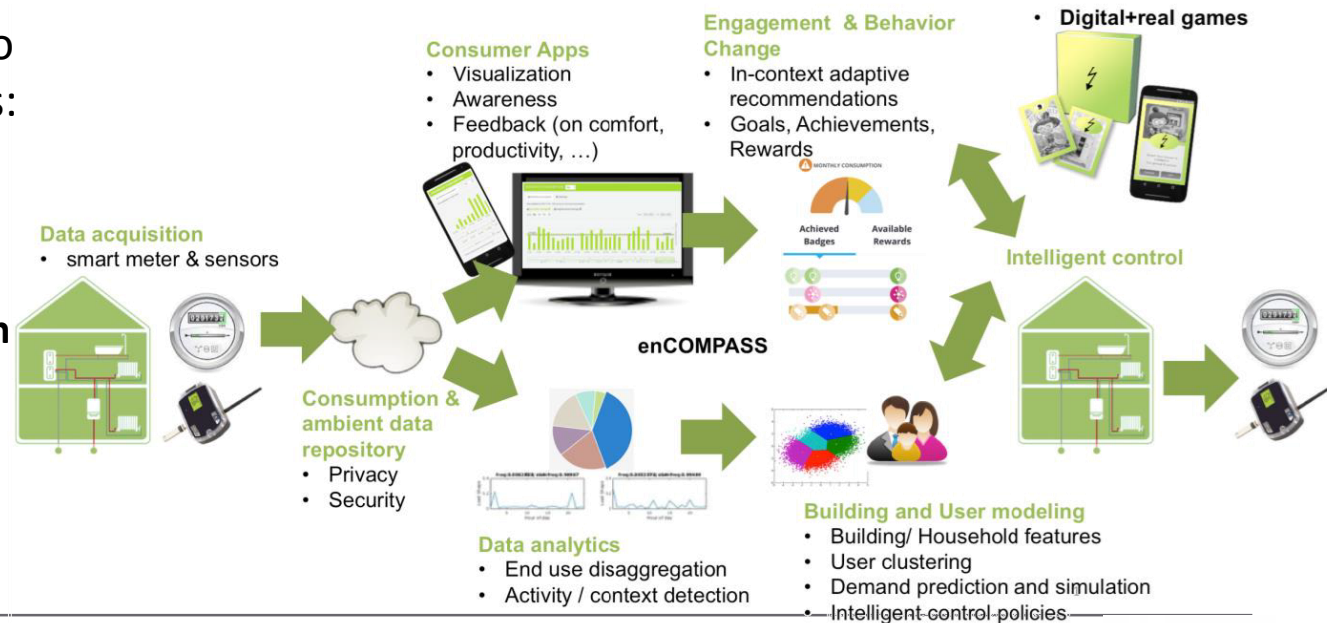 o
s:
n
Data acquisition
• smart meter & sensors
Consumption &
ambient data
repository
• Privacy
• Security
Consumer Apps
• Visualization
• Awareness
• Feedback (on comfort,
productivity, …)
Engagement & Behavior
Change
• In-context adaptive
recommendations
• Goals, Achievements,
Rewards
MONTHLY CONSUMPTION
Achieved
Badges
Available
Rewards
• Digital+real games
Intelligent control
enCOMPASS
Data analytics
• End use disaggregation
• Activity / context detection
Building and User modeling
• Building/ Household features
• User clustering
• Demand prediction and simulation
• Intelligent control policies